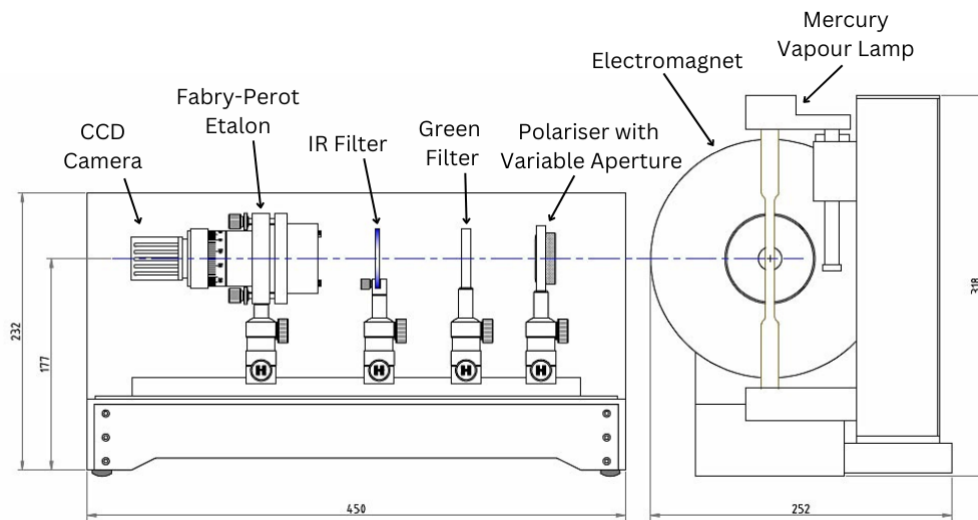 Mercury
Vapour Lamp
Electromagnet
Fabry-Perot
Etalon
CCD
Camera
IR Filter
Green
Filter
Polariser with
Variable Aperture
232
177
318
H
H
H
H
450
252